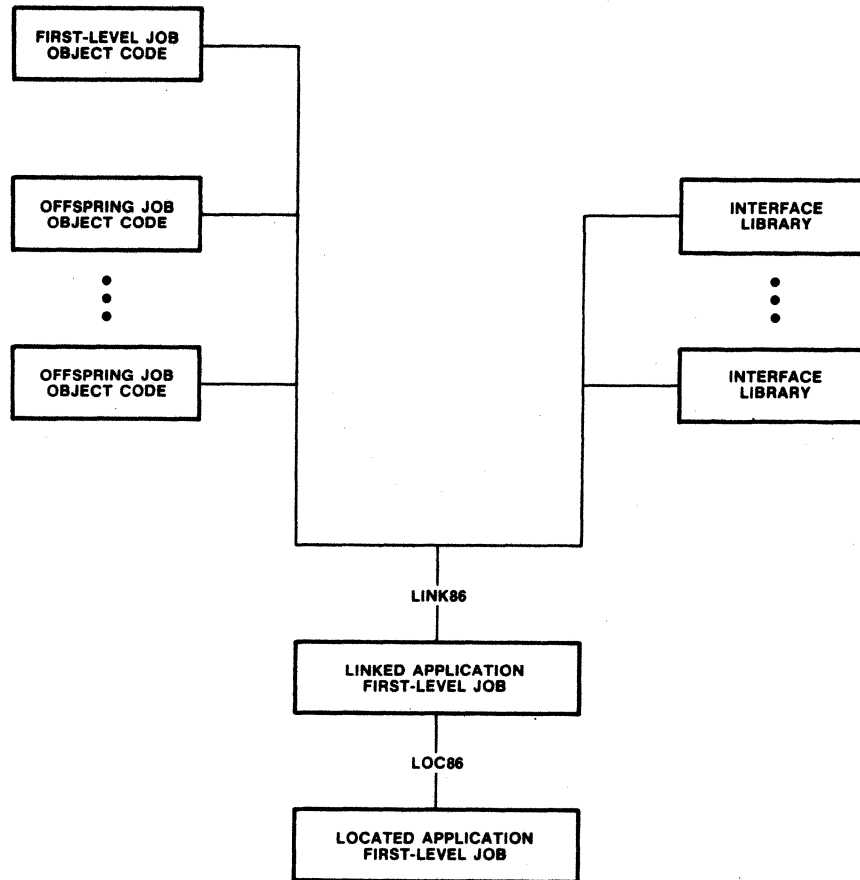 FIRST-LEVEL JOB
OBJECT CODE
OFFSPRING JOB
OBJECT CODE
INTERFACE
LIBRARY
OFFSPRING JOB
OBJECT CODE
INTERFACE
LIBRARY
LINK86
LINKED APPLICATION
FIRST-LEVEL JOB
LOC86
LOCATED APPLICATION
FIRST-LEVEL JOB